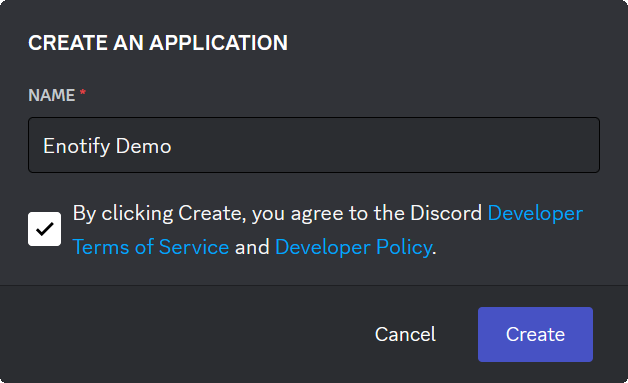 CREATE AN APPLICATION
NAME *
Enotify Demo
By clicking Create, you agree to the Discord Developer
Terms of Service and Developer Policy.
Cancel Create